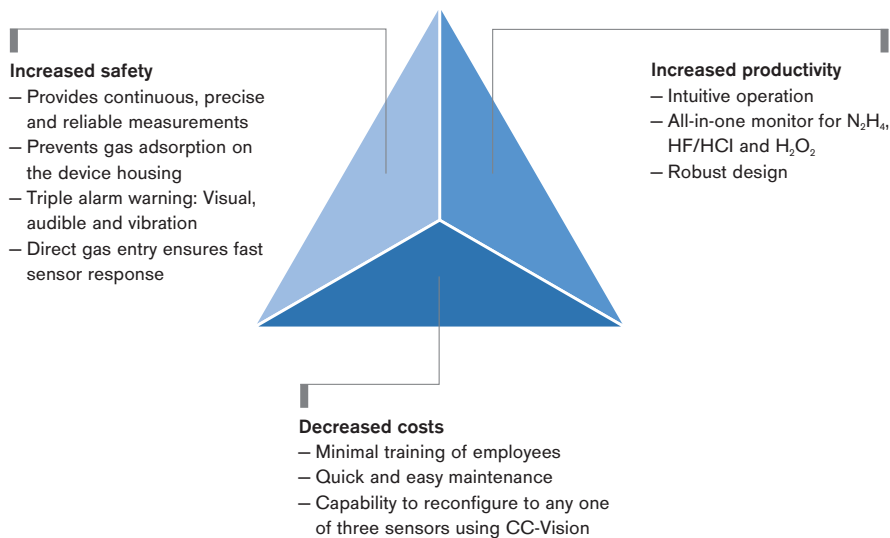 Increased safety
– Provides continuous, precise
and reliable measurements
– Prevents gas adsorption on
the device housing
– Triple alarm warning: Visual,
audible and vibration
– Direct gas entry ensures fast
sensor response
Increased productivity
– Intuitive operation
– All-in-one monitor for N₂H₄,
HF/HCl and H₂O₂
– Robust design
Decreased costs
– Minimal training of employees
– Quick and easy maintenance
– Capability to reconfigure to any one
of three sensors using CC-Vision